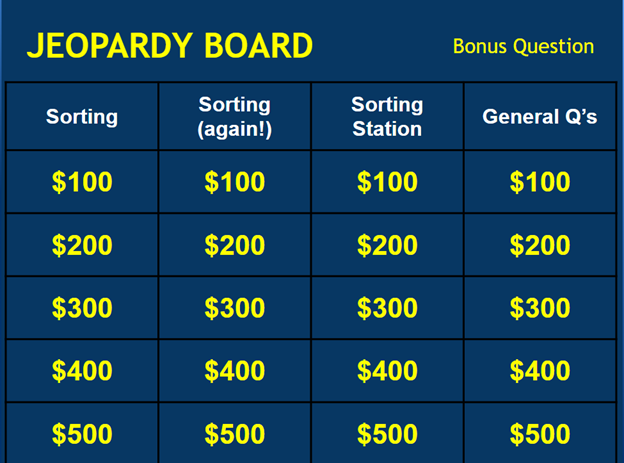 JEOPARDY BOARD
Bonus Question
Sorting
Sorting
(again!)
Sorting
Station
General Q’s
$100 $100 $100 $100
$200 $200 $200 $200
$300 $300 $300 $300
$400 $400 $400 $400
$500 $500 $500 $500